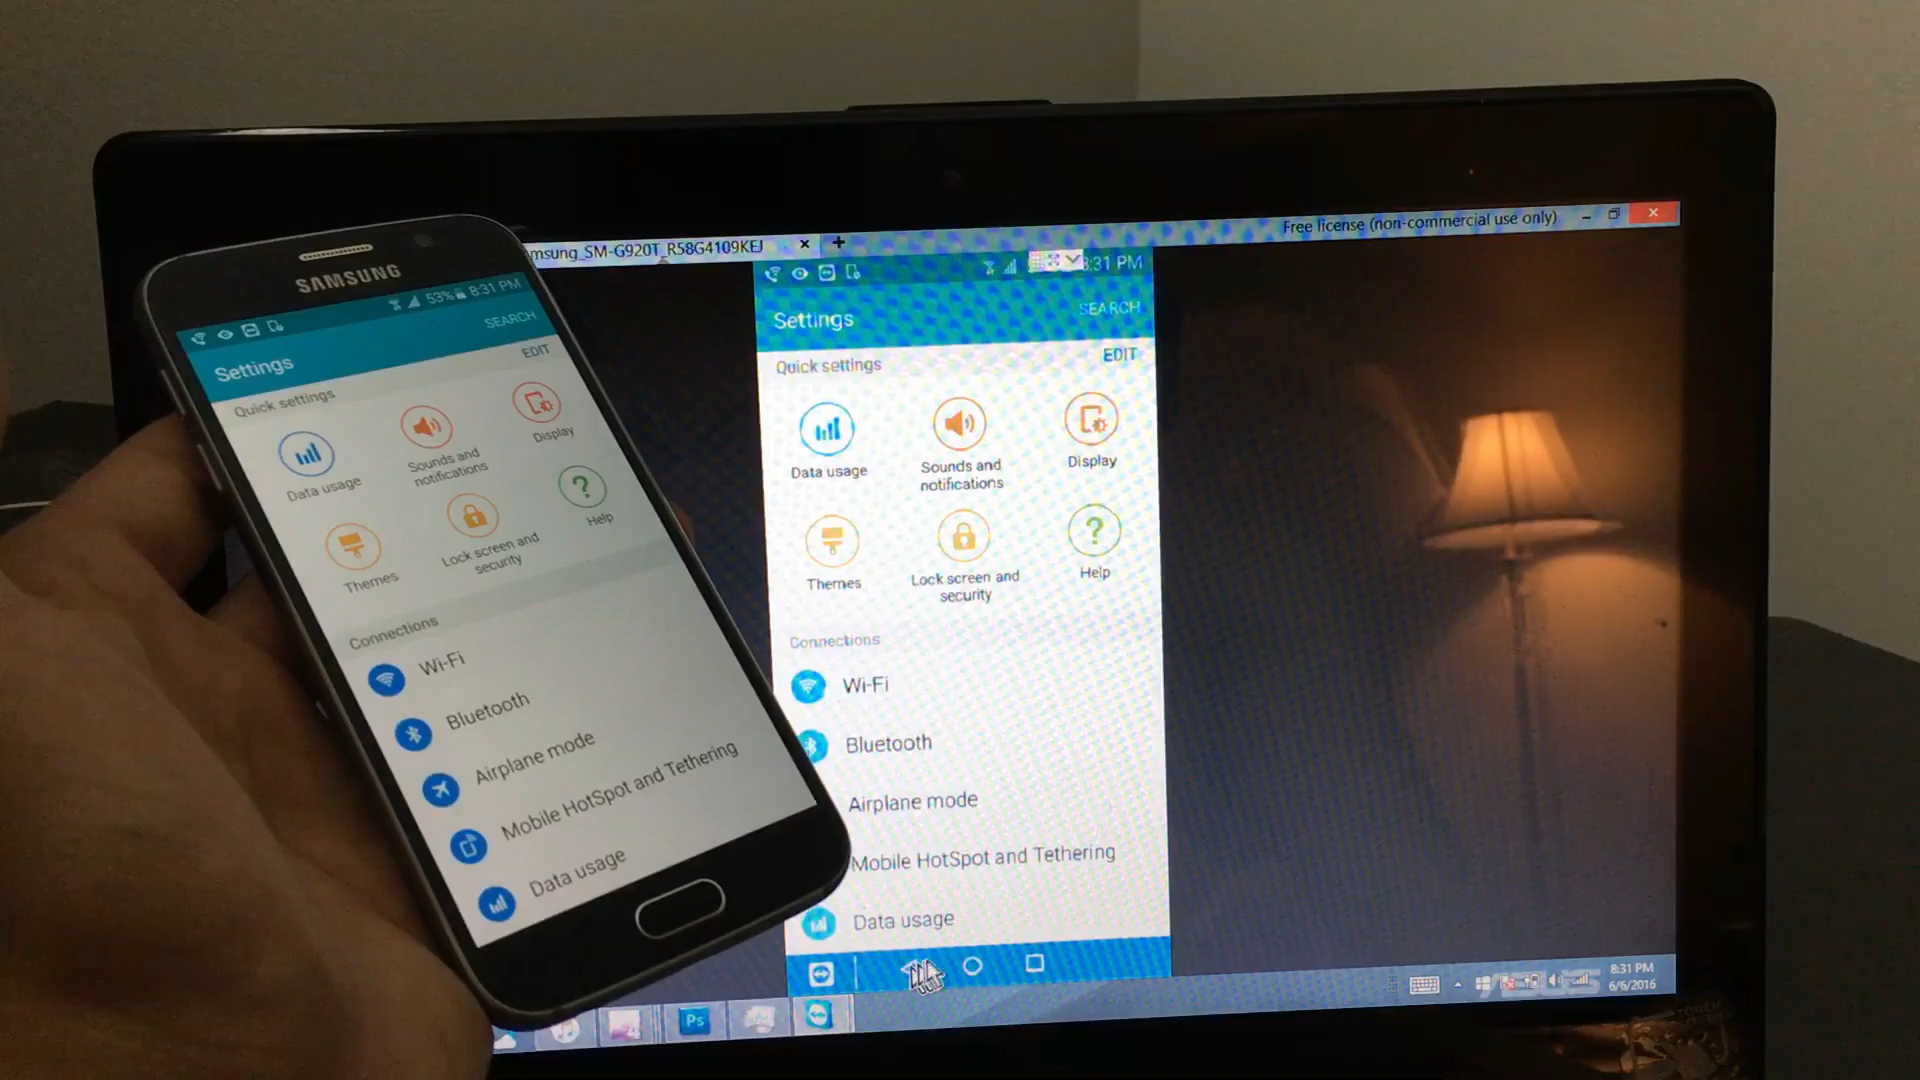 SAMSUNG
53% 8:31 PM
SEARCH
Settings
EDIT
Quick settings
Data usage
Sounds and
notifications
Display
Themes
Lock screen and
security
Help
Connections
Wi-Fi
Bluetooth
Airplane mode
Mobile HotSpot and Tethering
Data usage
msung_SM-G920T_R58G4109KEJ
Free license (non-commercial use only)
8:31 PM
Settings
SEARCH
Quick settings
EDIT
Data usage
Sounds and
notifications
Display
Themes
Lock screen and
security
Help
Connections
Wi-Fi
Bluetooth
Airplane mode
Mobile HotSpot and Tethering
Data usage
Ps
8:31 PM
6/6/2016